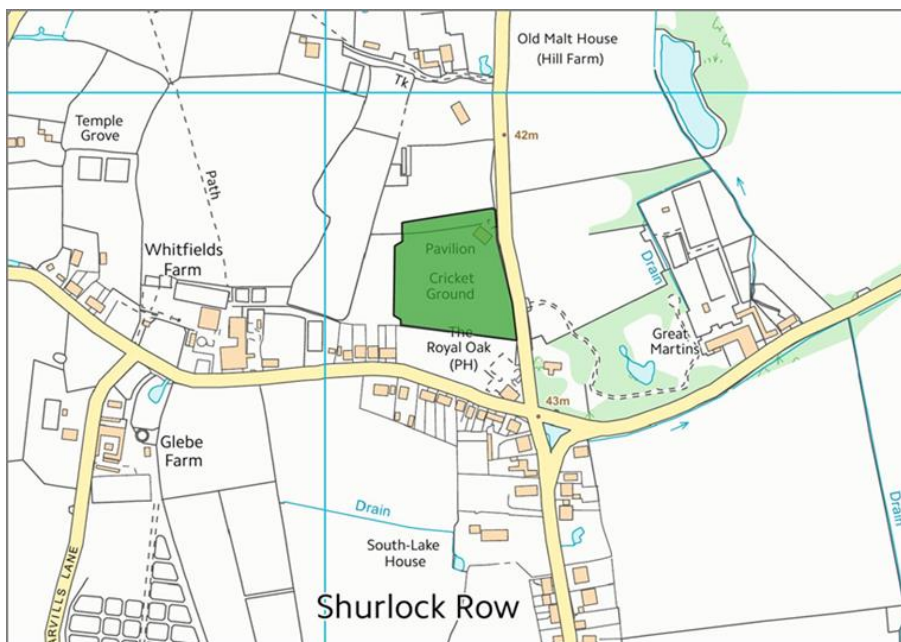 Old Malt House
(Hill Farm)
Tk
42m
Temple
Grove
Path
Whitfields
Farm
Pavilion
Cricket
Ground
Drain
The
Royal Oak
(PH)
Great
Martins
43m
Glebe
Farm
Drain
South-Lake
House
Drain
ARVILLS LANE
Shurlock Row